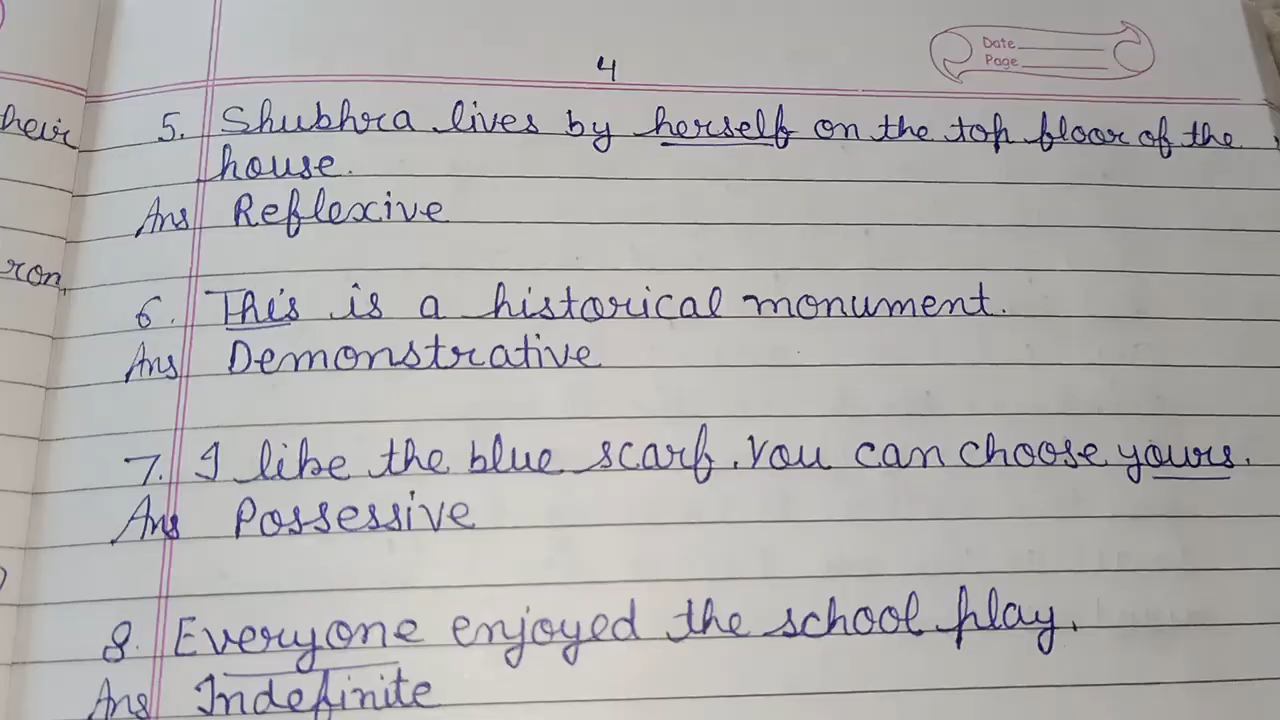 4
Date
Page
heir
5. Shubhra lives by herself on the top floor of the
house.
Ans Reflexive
ron.
6. This is a historical monument.
Ans Demonstrative
7. I like the blue scarf. You can choose yours.
Ans Possessive
8. Everyone enjoyed the school play.
Ans Indefinite